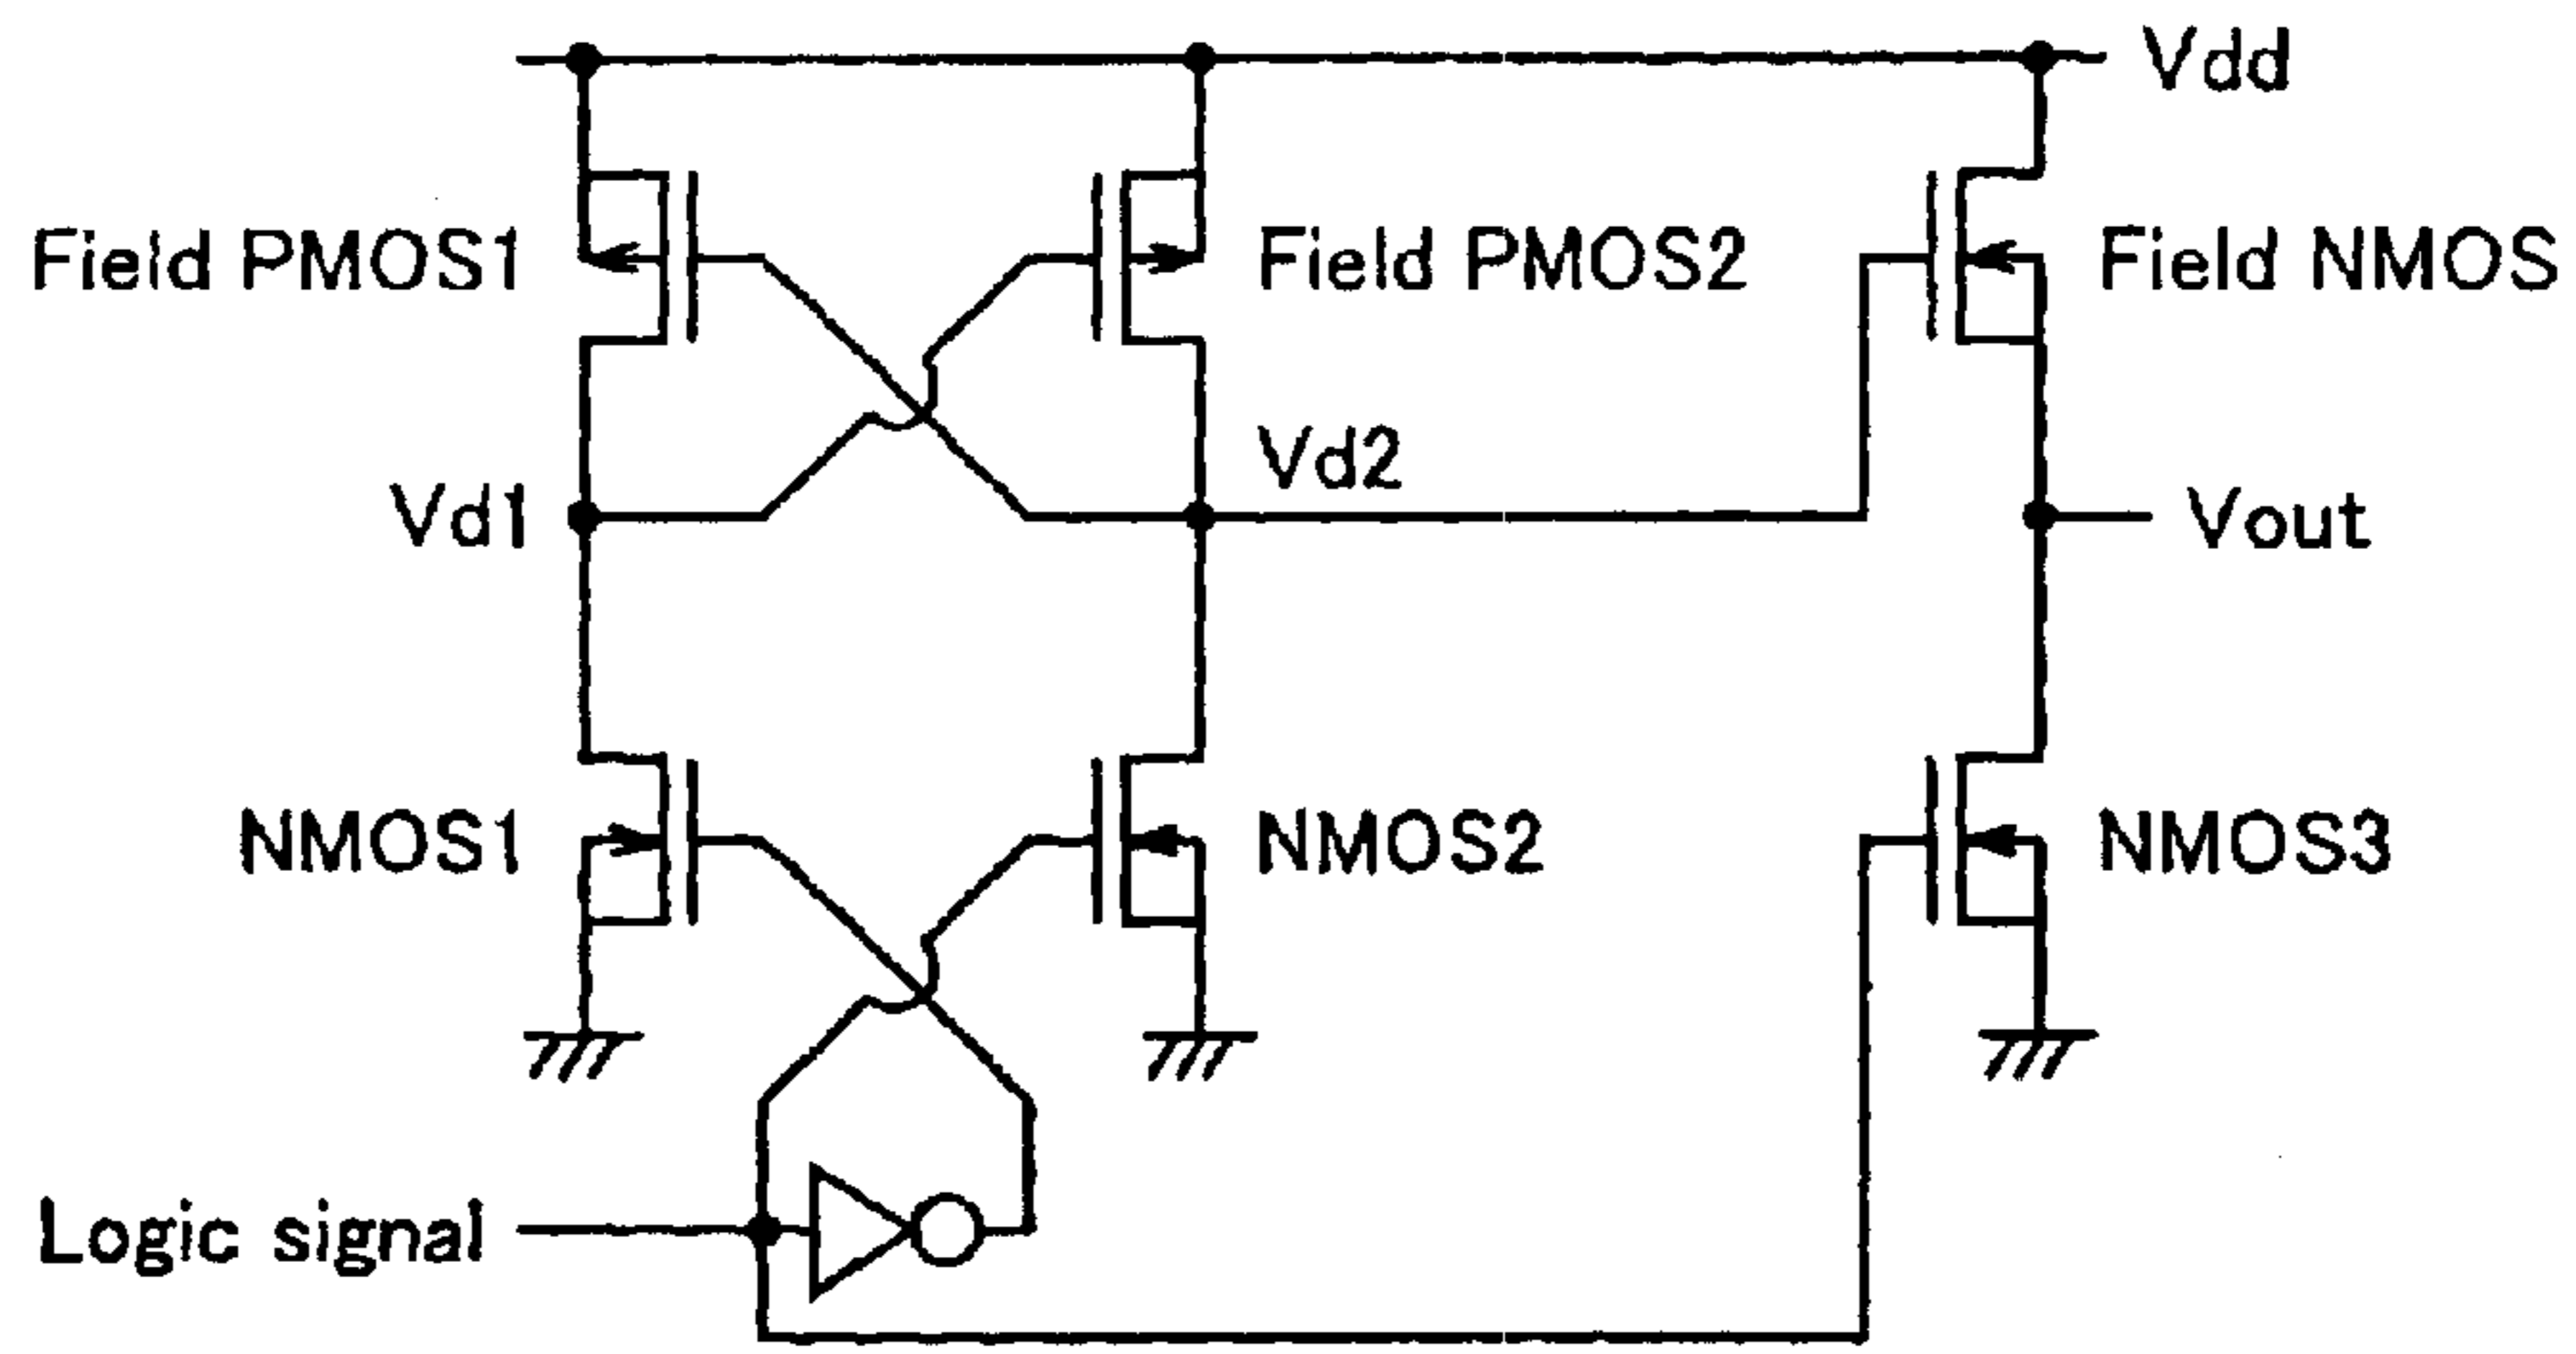 Vdd
Field PMOS1
Field PMOS2
Field NMOS
Vd1
Vd2
Vout
NMOS1
NMOS2
NMOS3
Logic signal